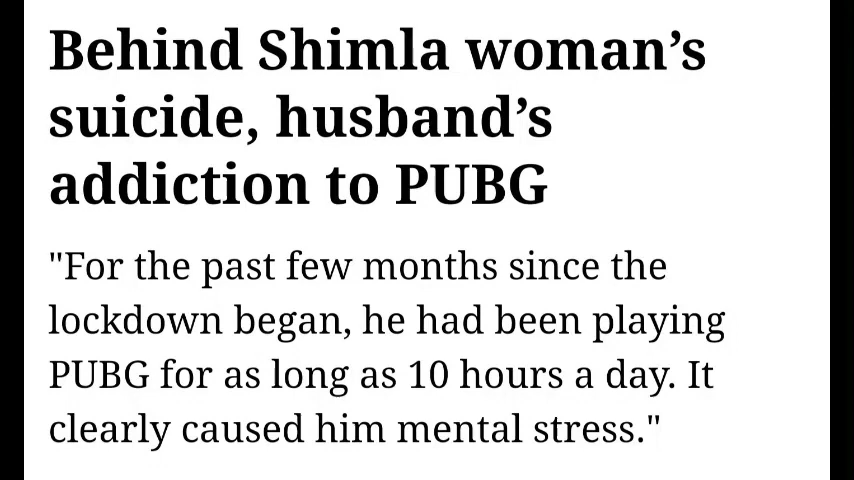 Behind Shimla woman’s
suicide, husband’s
addiction to PUBG
"For the past few months since the
lockdown began, he had been playing
PUBG for as long as 10 hours a day. It
clearly caused him mental stress."